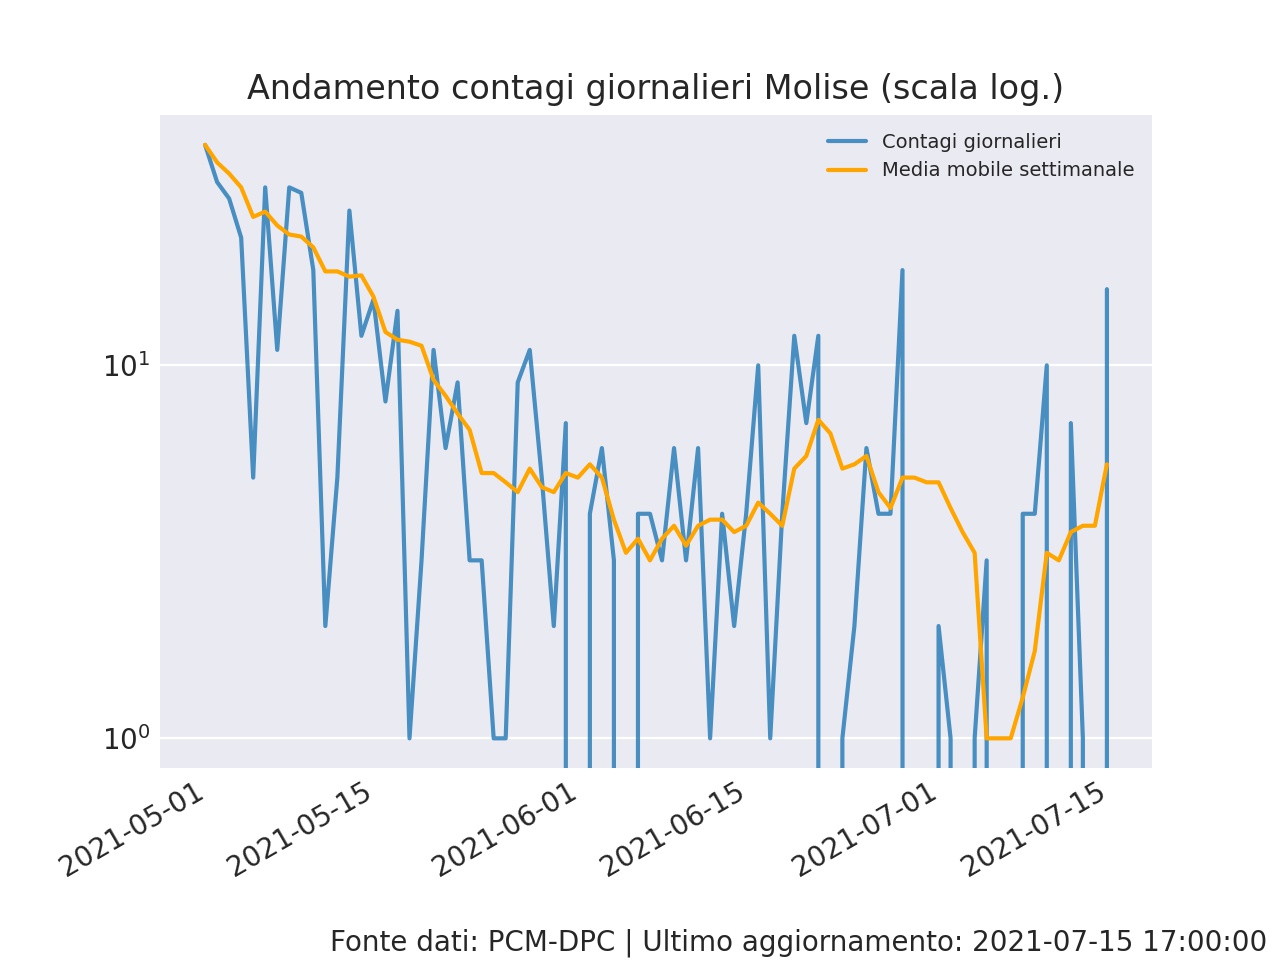 Andamento contagi giornalieri Molise (scala log.)
Contagi giornalieri
Media mobile settimanale
10¹
10⁰
2021-05-01
2021-05-15
2021-06-01
2021-06-15
2021-07-01
2021-07-15
Fonte dati: PCM-DPC | Ultimo aggiornamento: 2021-07-15 17:00:00